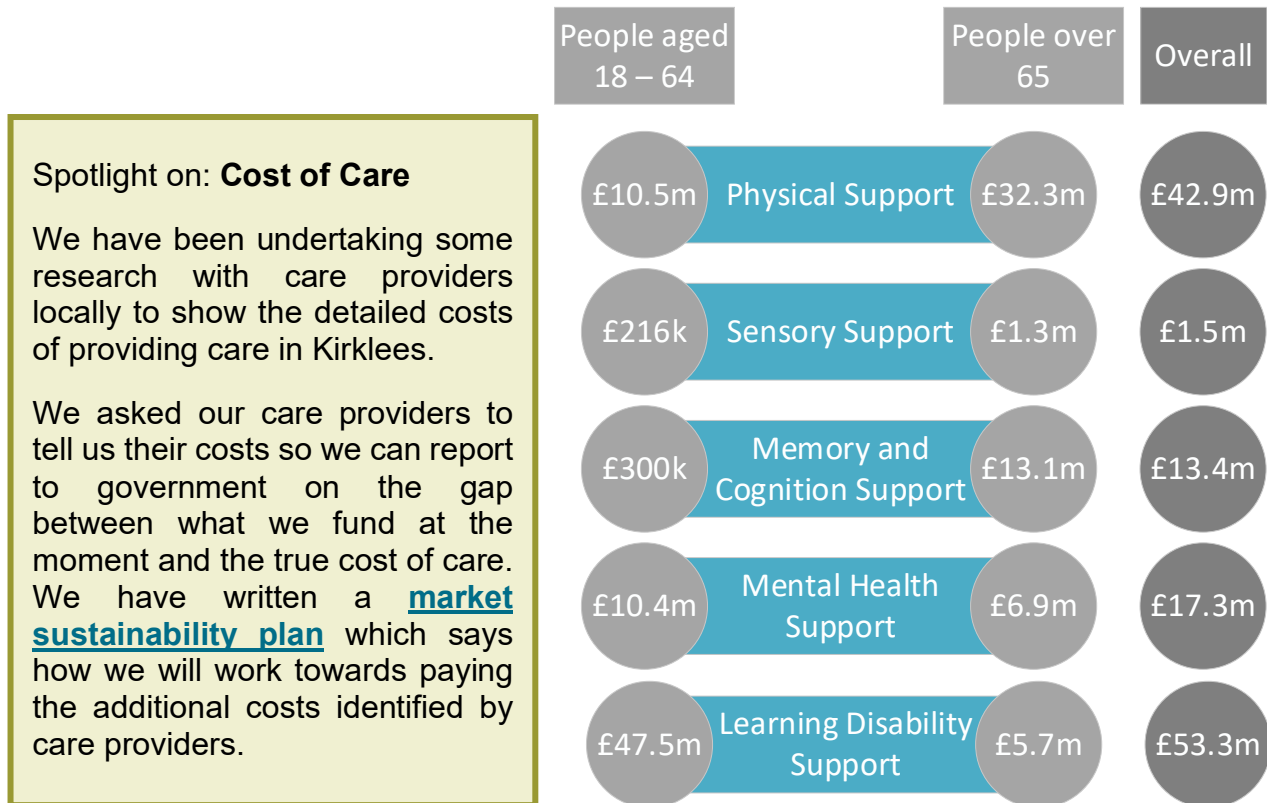 People aged
18 – 64
People over
65
Overall
Spotlight on: Cost of Care
We have been undertaking some
research with care providers
locally to show the detailed costs
of providing care in Kirklees.
We asked our care providers to
tell us their costs so we can report
to government on the gap
between what we fund at the
moment and the true cost of care.
We have written a market
sustainability plan which says
how we will work towards paying
the additional costs identified by
care providers.
£10.5m
Physical Support
£32.3m
£42.9m
£216k
Sensory Support
£1.3m
£1.5m
£300k
Memory and
Cognition Support
£13.1m
£13.4m
£10.4m
Mental Health
Support
£6.9m
£17.3m
£47.5m
Learning Disability
Support
£5.7m
£53.3m